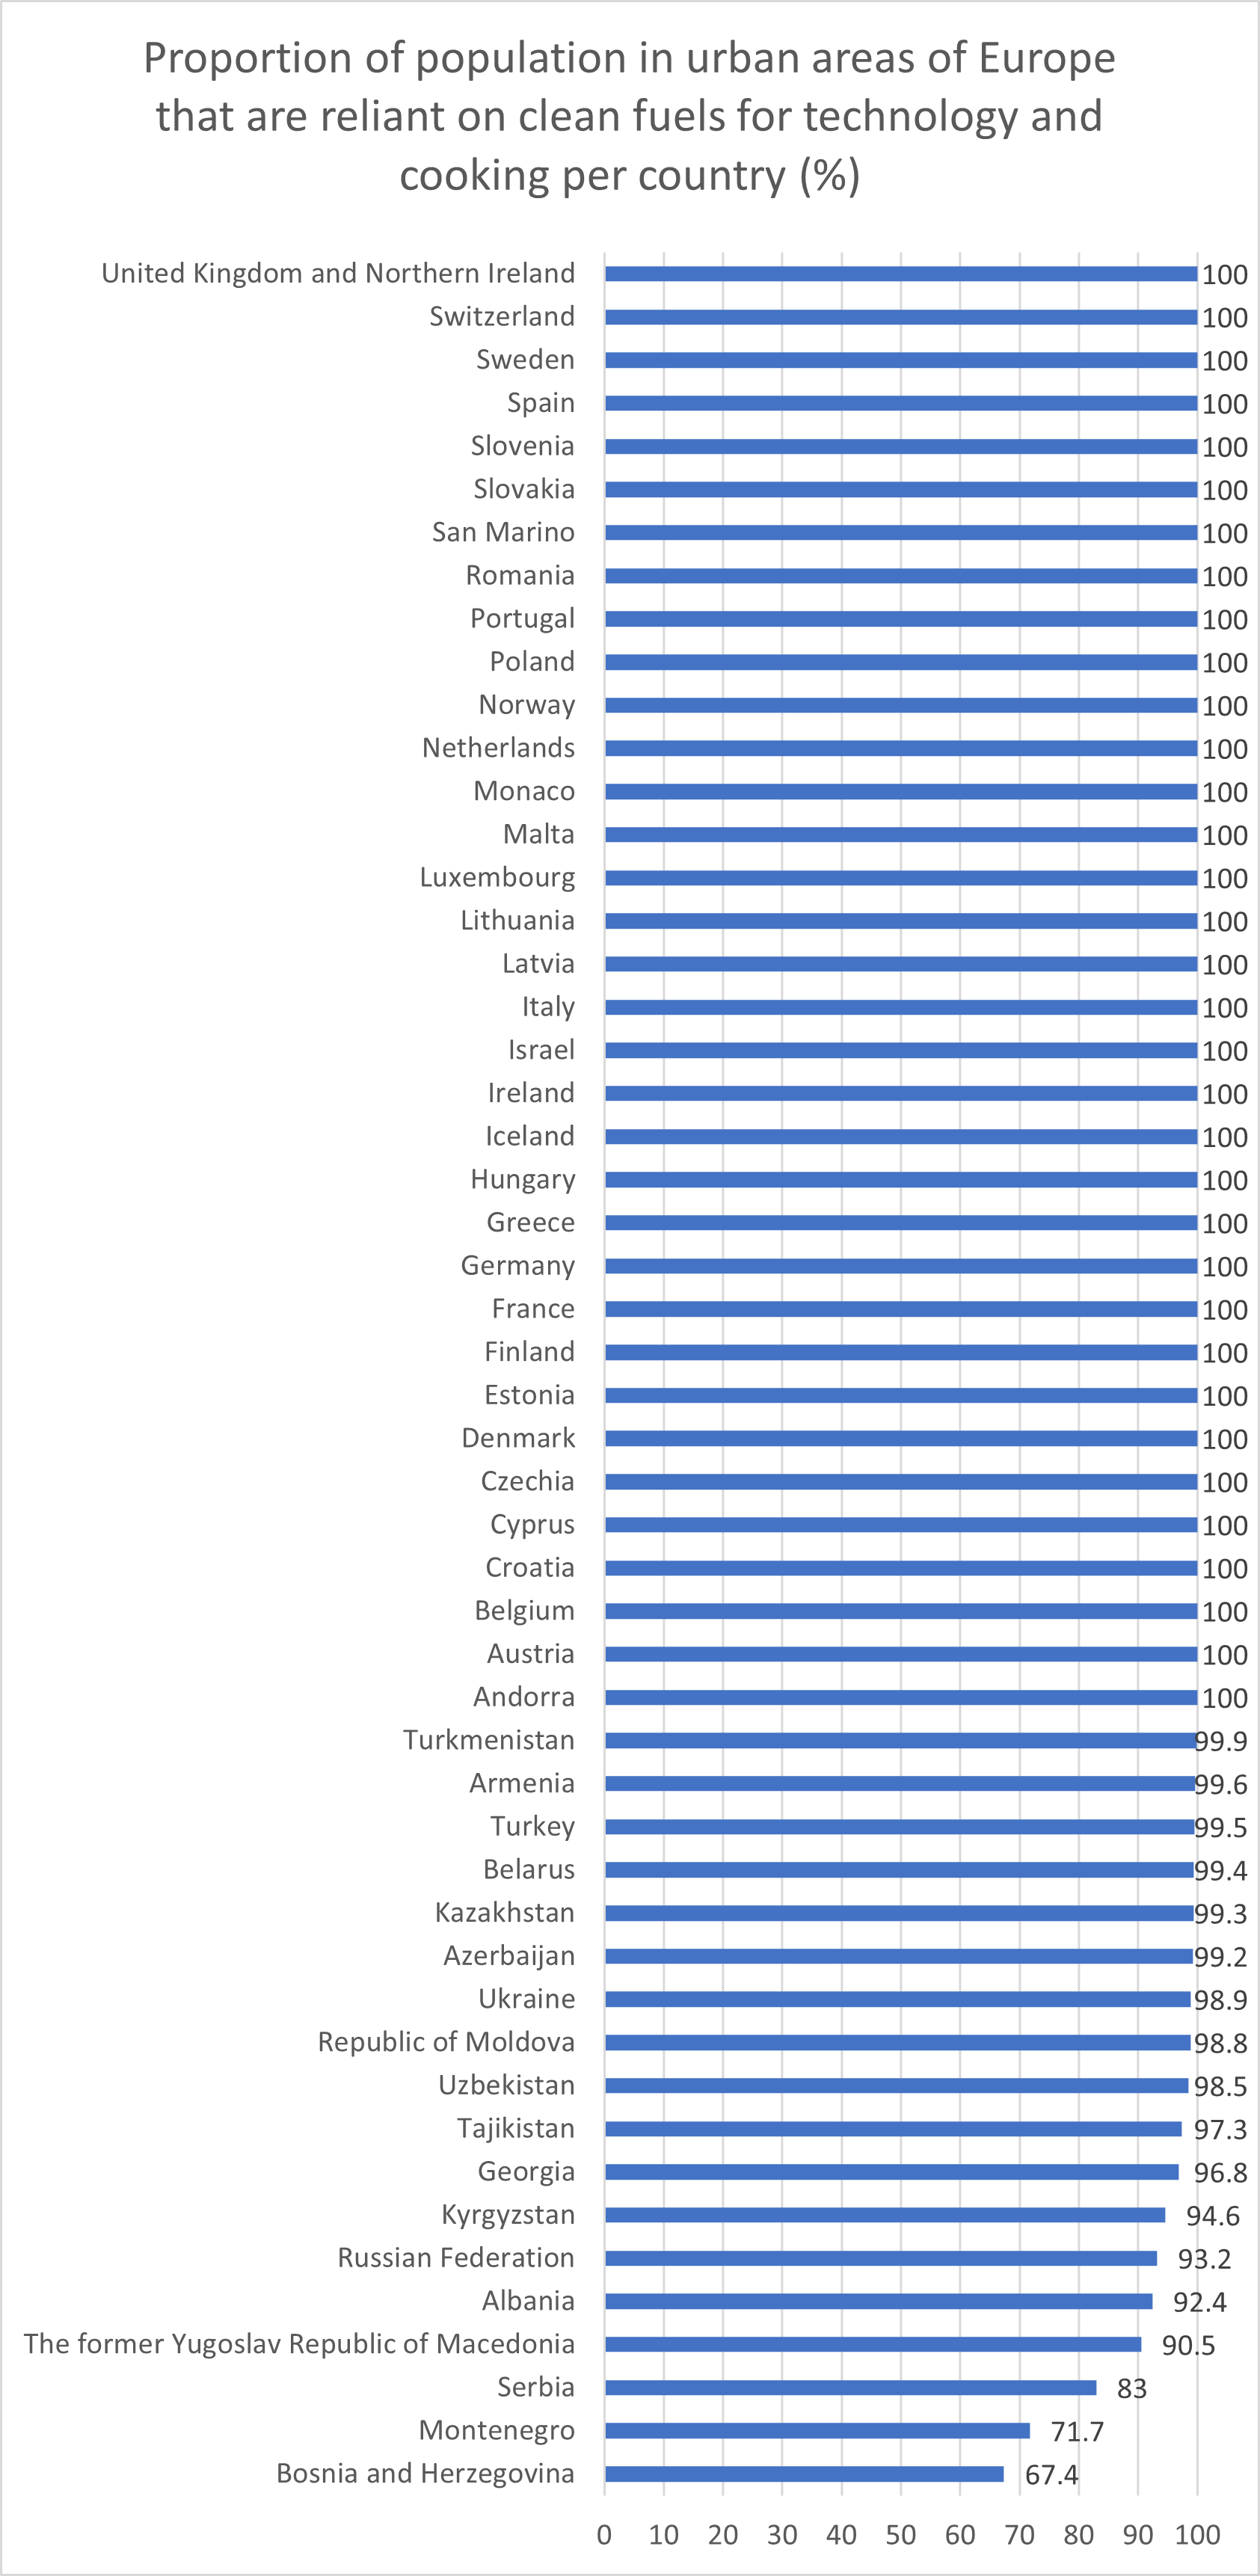 Proportion of population in urban areas of Europe
that are reliant on clean fuels for technology and
cooking per country (%)
United Kingdom and Northern Ireland 100
Switzerland 100
Sweden 100
Spain 100
Slovenia 100
Slovakia 100
San Marino 100
Romania 100
Portugal 100
Poland 100
Norway 100
Netherlands 100
Monaco 100
Malta 100
Luxembourg 100
Lithuania 100
Latvia 100
Italy 100
Israel 100
Ireland 100
Iceland 100
Hungary 100
Greece 100
Germany 100
France 100
Finland 100
Estonia 100
Denmark 100
Czechia 100
Cyprus 100
Croatia 100
Belgium 100
Austria 100
Andorra 100
Turkmenistan 99.9
Armenia 99.6
Turkey 99.5
Belarus 99.4
Kazakhstan 99.3
Azerbaijan 99.2
Ukraine 98.9
Republic of Moldova 98.8
Uzbekistan 98.5
Tajikistan 97.3
Georgia 96.8
Kyrgyzstan 94.6
Russian Federation 93.2
Albania 92.4
The former Yugoslav Republic of Macedonia 90.5
Serbia 83
Montenegro 71.7
Bosnia and Herzegovina 67.4
0 10 20 30 40 50 60 70 80 90 100